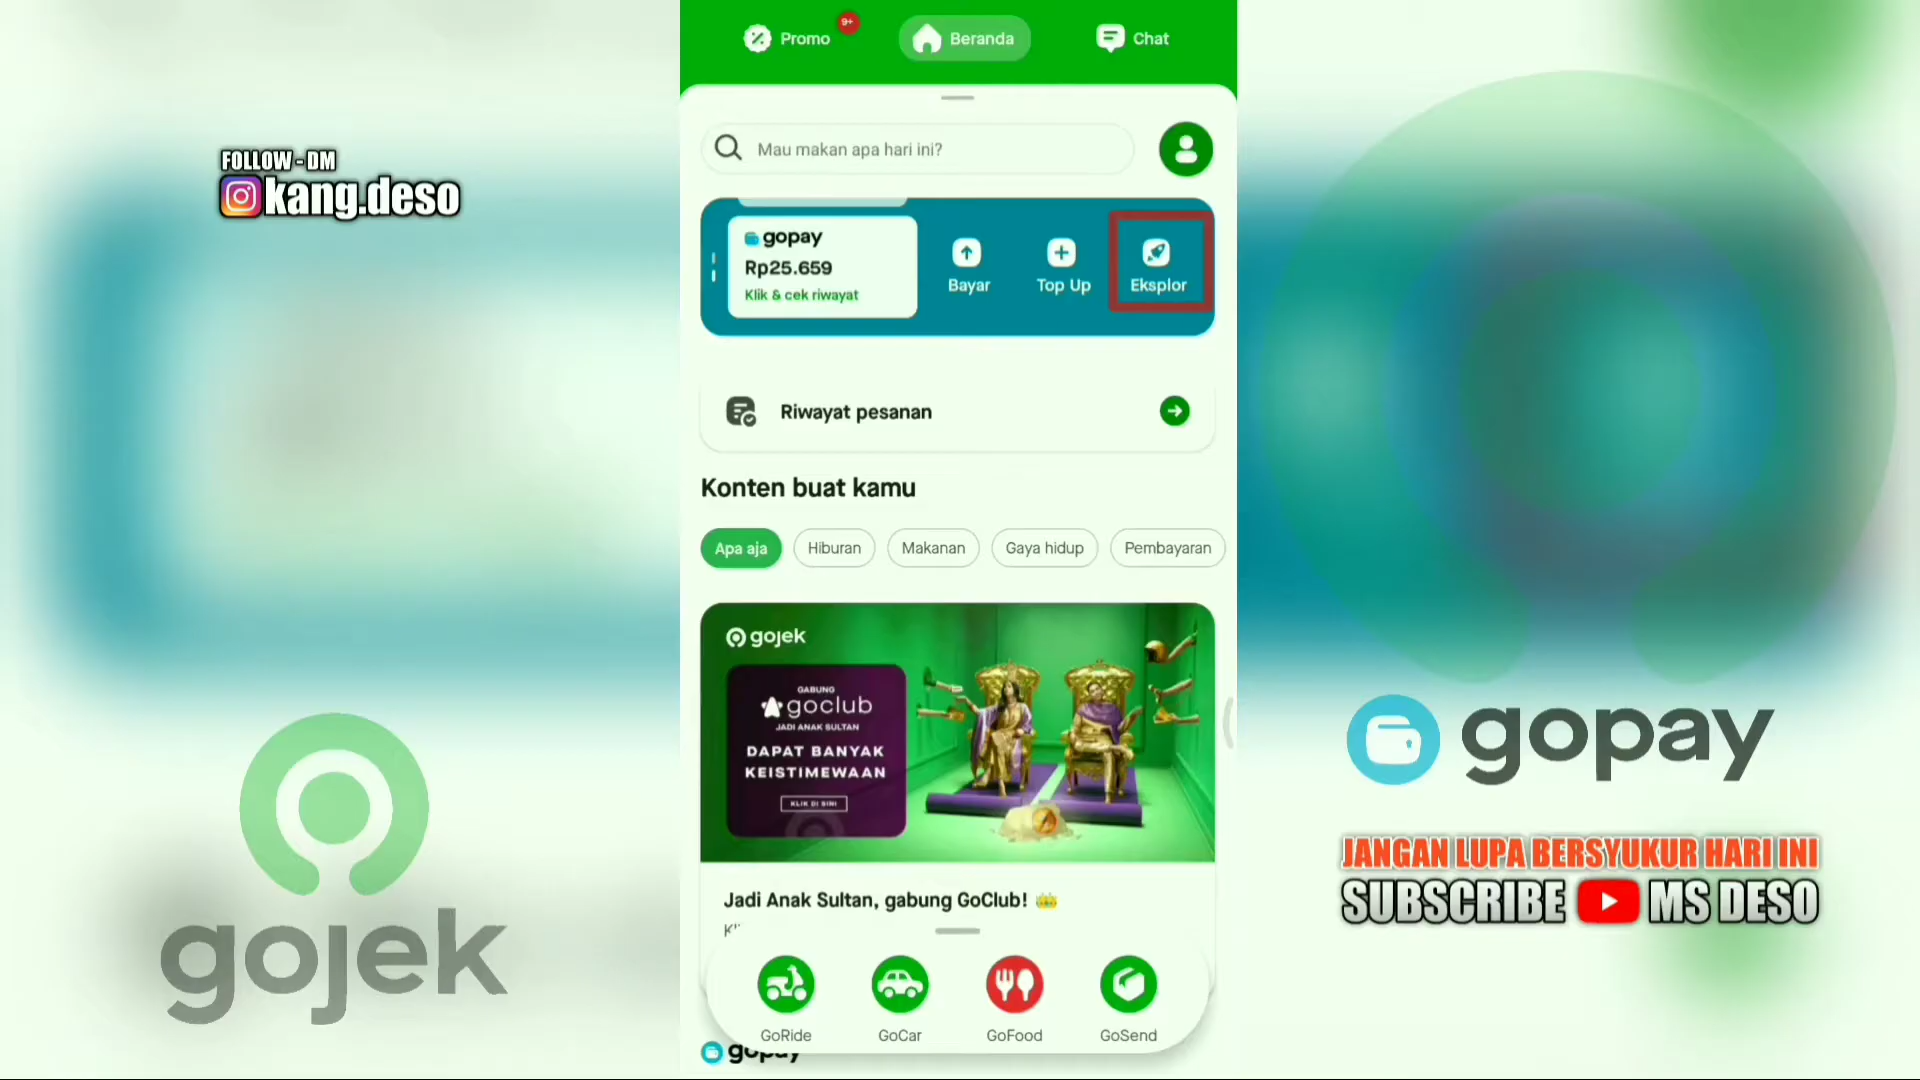 Promo
9+
Beranda
Chat
FOLLOW - DM
kang.deso
Mau makan apa hari ini?
gopay
Rp25.659
Klik & cek riwayat
Bayar
Top Up
Eksplor
Riwayat pesanan
Konten buat kamu
Apa aja
Hiburan
Makanan
Gaya hidup
Pembayaran
gojek
GABUNG
goclub
JADI ANAK SULTAN
DAPAT BANYAK
KEISTIMEWAAN
KLIK DI SINI
Jadi Anak Sultan, gabung GoClub!
GoRide
GoCar
GoFood
GoSend
gopay
gojek
gopay
JANGAN LUPA BERSYUKUR HARI INI
SUBSCRIBE MS DESO